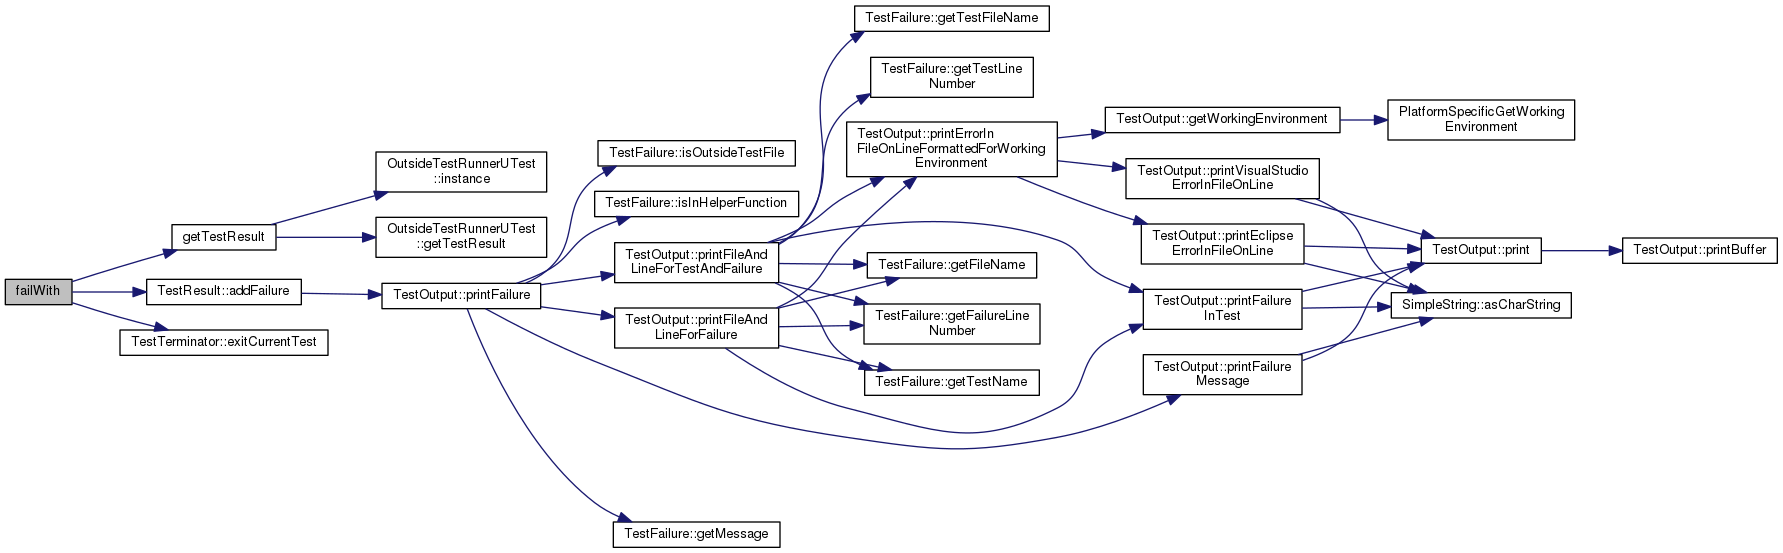 failWith
getTestResult
TestResult::addFailure
TestTerminator::exitCurrentTest
OutsideTestRunnerUTest
::instance
OutsideTestRunnerUTest
::getTestResult
TestOutput::printFailure
TestFailure::isOutsideTestFile
TestFailure::isInHelperFunction
TestOutput::printFileAnd
LineForTestAndFailure
TestOutput::printFileAnd
LineForFailure
TestFailure::getMessage
TestFailure::getTestFileName
TestFailure::getTestLine
Number
TestOutput::printErrorIn
FileOnLineFormattedForWorking
Environment
TestFailure::getFileName
TestFailure::getFailureLine
Number
TestFailure::getTestName
TestOutput::getWorkingEnvironment
TestOutput::printVisualStudio
ErrorInFileOnLine
TestOutput::printEclipse
ErrorInFileOnLine
TestOutput::printFailure
InTest
TestOutput::printFailure
Message
PlatformSpecificGetWorking
Environment
TestOutput::print
SimpleString::asCharString
TestOutput::printBuffer